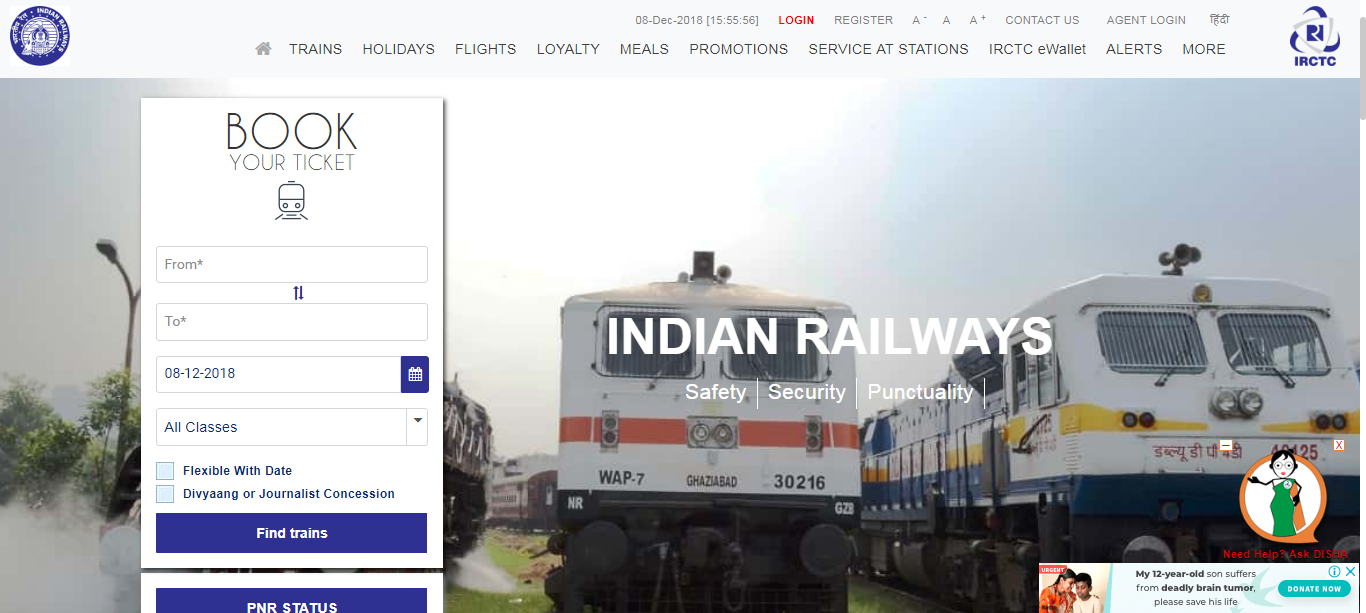 08-Dec-2018 [15:55:56] LOGIN REGISTER A - A A + CONTACT US AGENT LOGIN हिंदी
TRAINS HOLIDAYS FLIGHTS LOYALTY MEALS PROMOTIONS SERVICE AT STATIONS IRCTC eWallet ALERTS MORE
INDIAN RAILWAYS
IRCTC
BOOK
YOUR TICKET
From*
To*
08-12-2018
All Classes
Flexible With Date
Divyaang or Journalist Concession
Find trains
PNR STATUS
INDIAN RAILWAYS
Safety Security Punctuality
WAP-7 GHAZIABAD 30216
NR GZB
डब्ल्यू डी पी
X
Need Help? Ask DISHA
URGENT
My 12-year-old son suffers
from deadly brain tumor,
please save his life
DONATE NOW